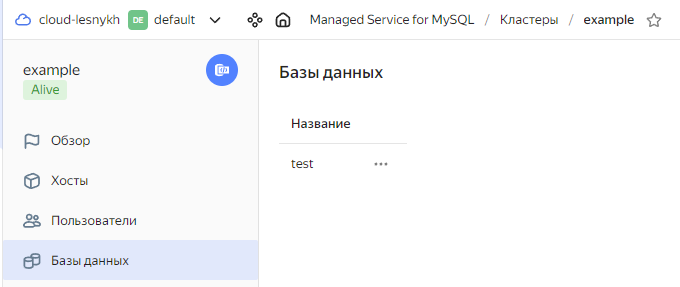 cloud-lesnykh DE default Managed Service for MySQL / Кластеры / example
example
Alive
Обзор
Хосты
Пользователи
Базы данных
Базы данных
Название
test